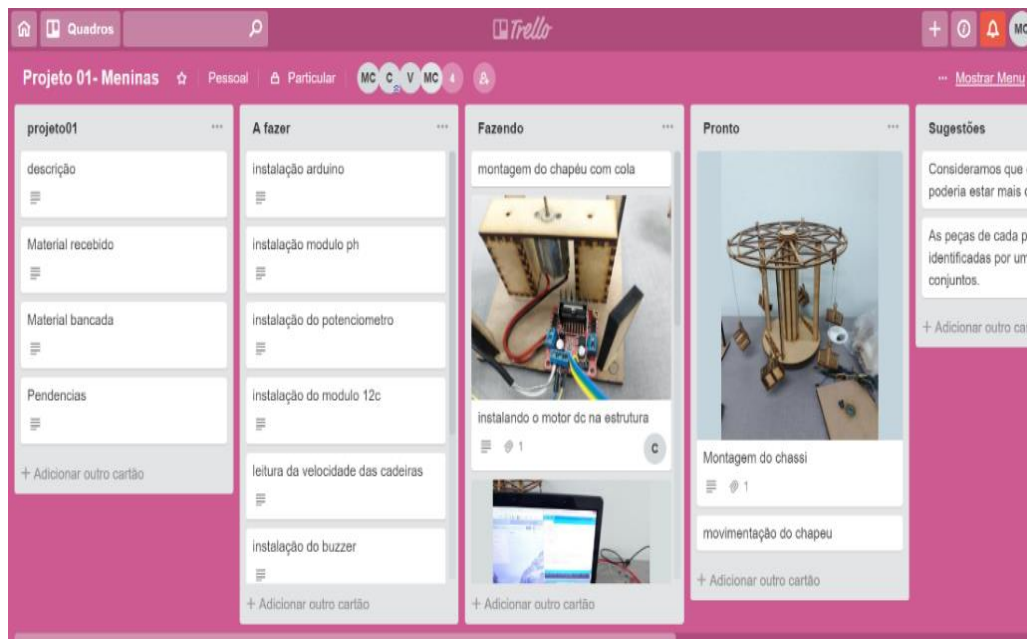 Quadros
Trello
MC
Projeto 01- Meninas
Pessoal
Particular
MC C V MC 4
... Mostrar Menu
projeto01
descrição
Material recebido
Material bancada
Pendencias
+ Adicionar outro cartão
A fazer
instalação arduino
instalação modulo ph
instalação do potenciometro
instalação do modulo 12c
leitura da velocidade das cadeiras
instalação do buzzer
+ Adicionar outro cartão
Fazendo
montagem do chapéu com cola
instalando o motor dc na estrutura
1
C
+ Adicionar outro cartão
Pronto
Montagem do chassi
1
movimentação do chapeu
+ Adicionar outro cartão
Sugestões
Consideramos que
poderia estar mais
As peças de cada
identificadas por
conjuntos.
+ Adicionar outro